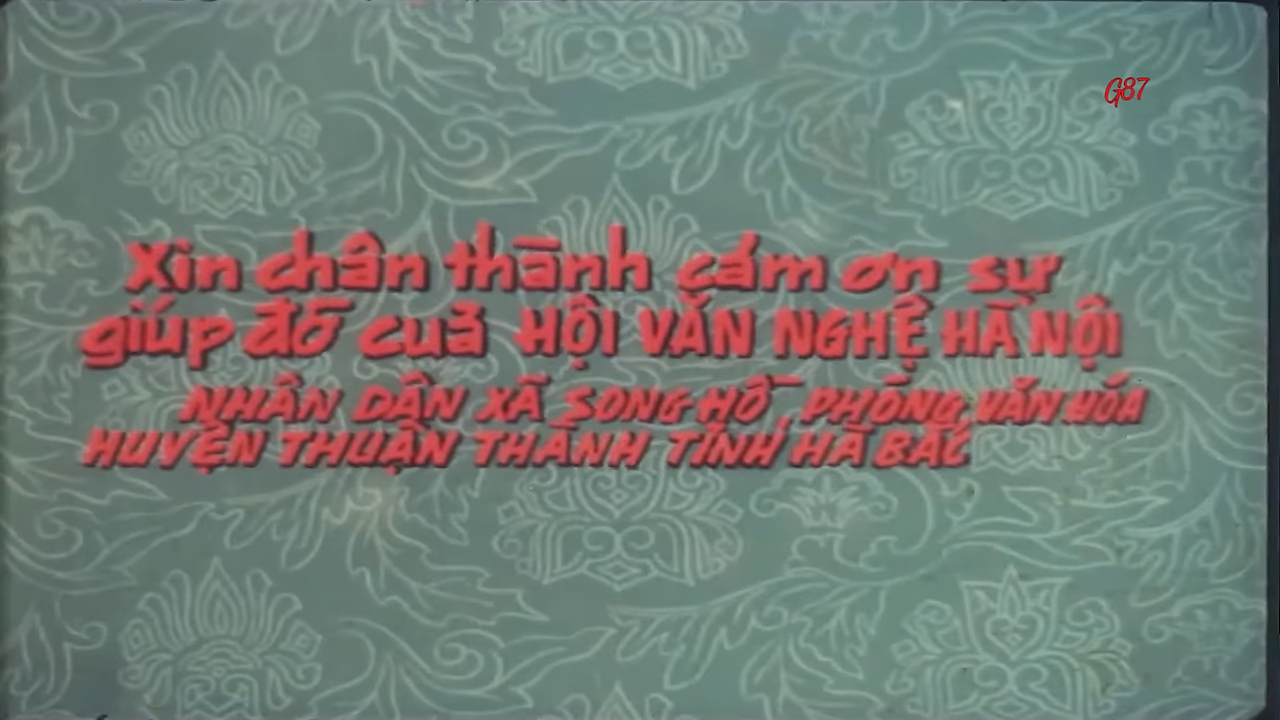 G87
Xin chân thành cám ơn sự
giúp đỡ của HỘI VĂN NGHỆ HÀ NỘI
NHÂN DÂN XÃ SONG HỒ - PHÒNG VĂN HÓA
HUYỆN THUẬN THÀNH TỈNH HÀ BẮC